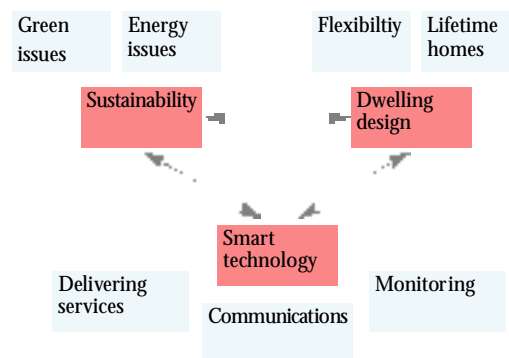 Green
issues
Energy
issues
Flexibiltiy
Lifetime
homes
Sustainability
Dwelling
design
Smart
technology
Delivering
services
Communications
Monitoring